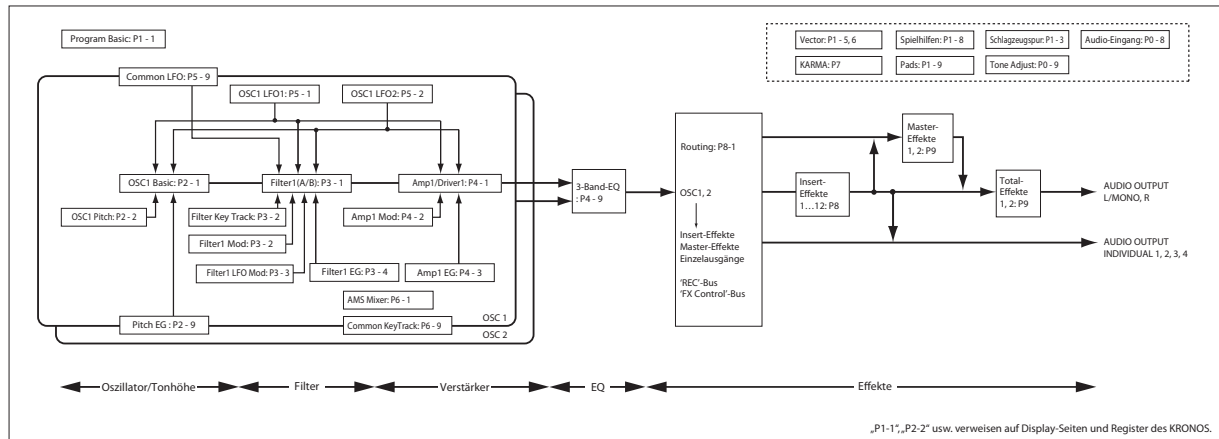 Program Basic: P1 - 1
Vector: P1 - 5, 6
Spielhilfen: P1 - 8
Schlagzeugspur: P1 - 3
Audio-Eingang: P0 - 8
KARMA: P7
Pads: P1 - 9
Tone Adjust: P0 - 9
Common LFO: P5 - 9
OSC1 LFO1: P5 - 1
OSC1 LFO2: P5 - 2
OSC1 Basic: P2 - 1
Filter1(A/B): P3 - 1
Amp1/Driver1: P4 - 1
OSC1 Pitch: P2 - 2
Filter Key Track: P3 - 2
Amp1 Mod: P4 - 2
Filter1 Mod: P3 - 2
Filter1 LFO Mod: P3 - 3
Filter1 EG: P3 - 4
Amp1 EG: P4 - 3
AMS Mixer: P6 - 1
Pitch EG: P2 - 9
Common KeyTrack: P6 - 9
OSC 1
OSC 2
3-Band-EQ
: P4 - 9
Routing: P8-1
OSC1, 2
Insert-Effekte
Master-Effekte
Einzelausgänge
'REC'-Bus
'FX Control'-Bus
Insert-
Effekte
1…12: P8
Master-
Effekte
1, 2: P9
Total-
Effekte
1, 2: P9
AUDIO OUTPUT
L/MONO, R
AUDIO OUTPUT
INDIVIDUAL 1, 2, 3, 4
Oszillator/Tonhöhe
Filter
Verstärker
EQ
Effekte
„P1-1“, „P2-2“ usw. verweisen auf Display-Seiten und Register des KRONOS.